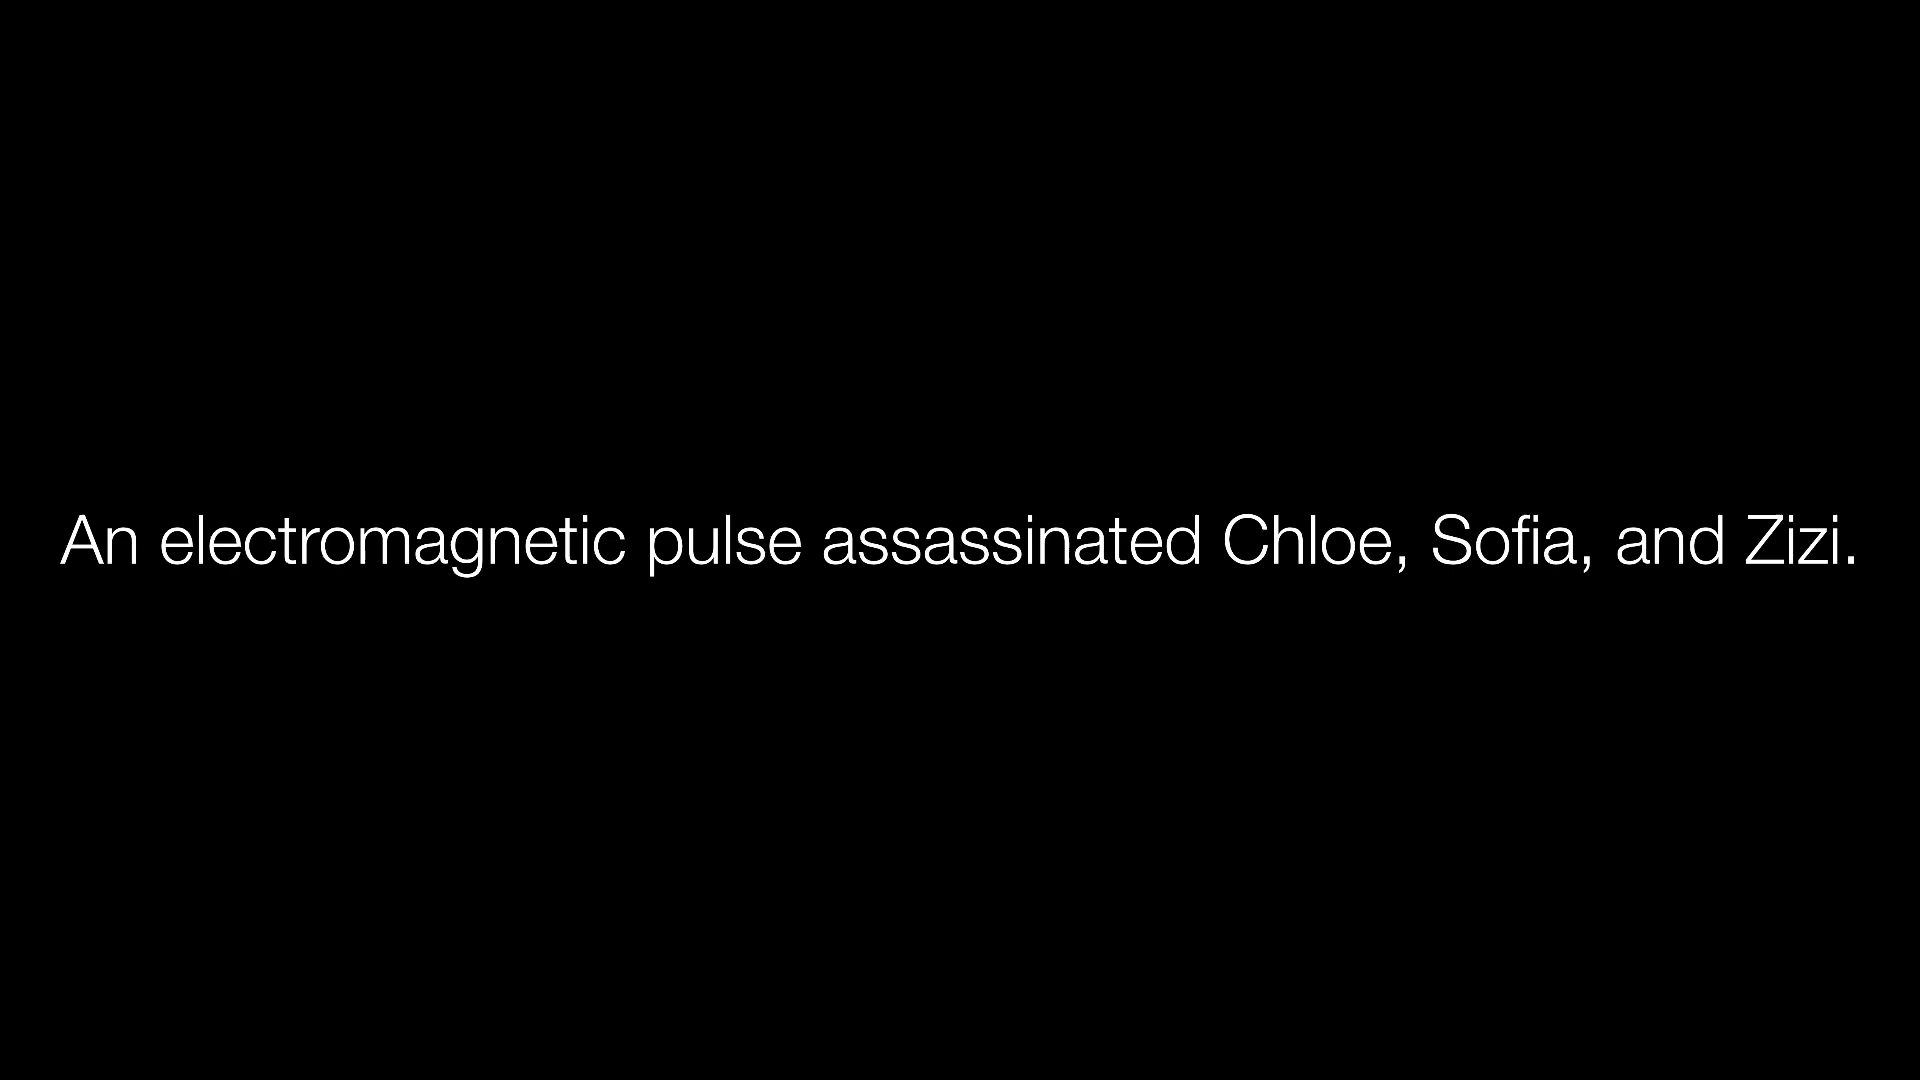 An electromagnetic pulse assassinated Chloe, Sofia, and Zizi.